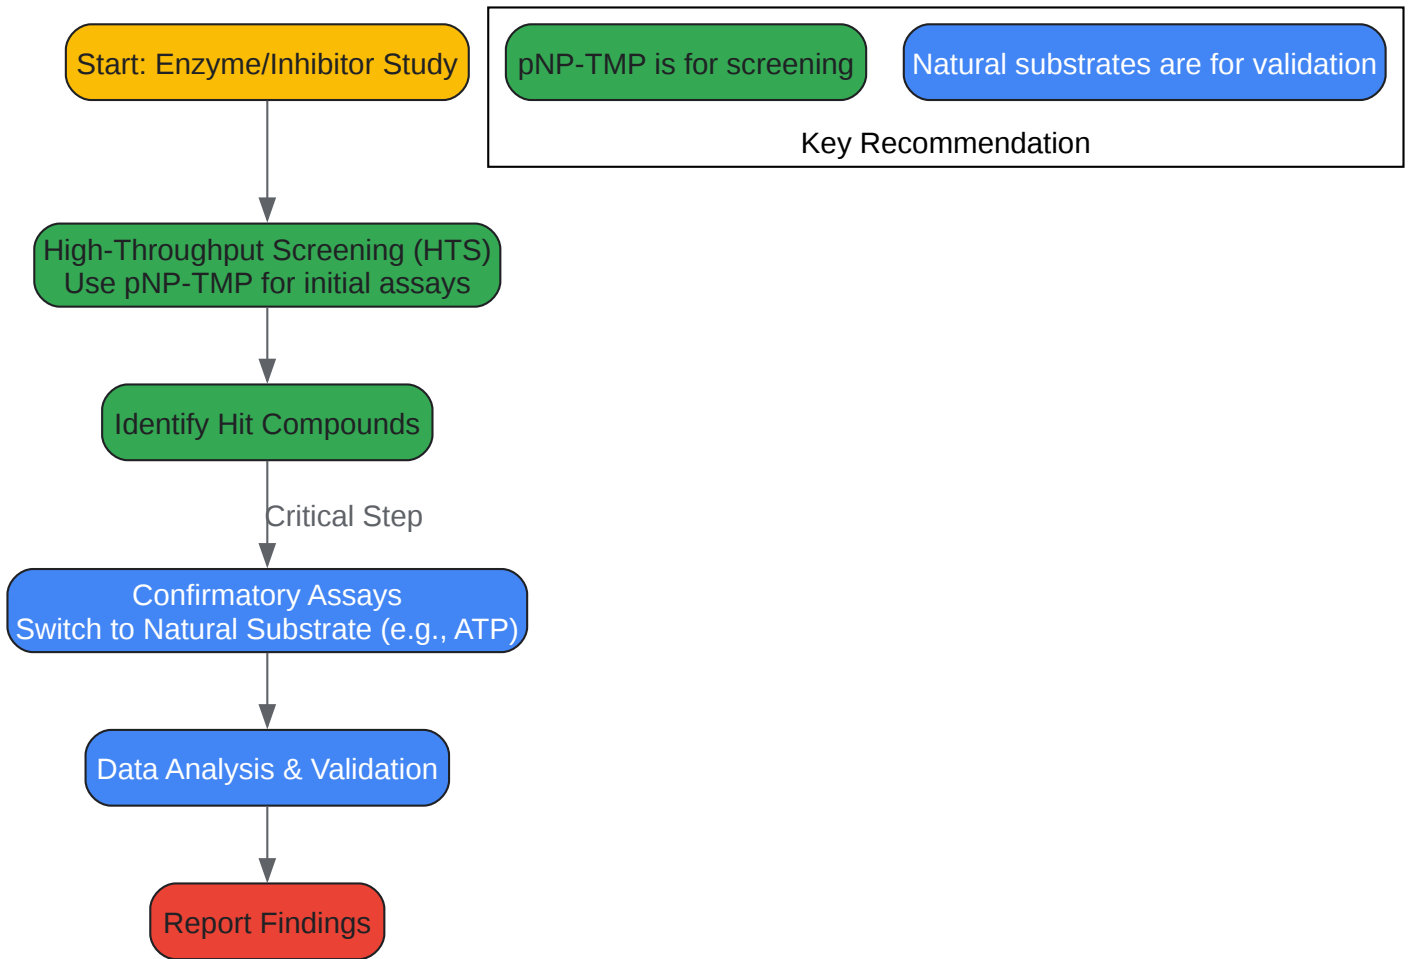 Start: Enzyme/Inhibitor Study
pNP-TMP is for screening
Natural substrates are for validation
Key Recommendation
High-Throughput Screening (HTS)
Use pNP-TMP for initial assays
Identify Hit Compounds
Critical Step
Confirmatory Assays
Switch to Natural Substrate (e.g., ATP)
Data Analysis & Validation
Report Findings